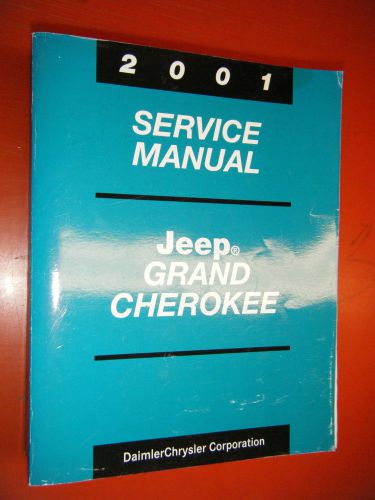 2001
SERVICE
MANUAL
Jeep®
GRAND
CHEROKEE
DaimlerChrysler Corporation